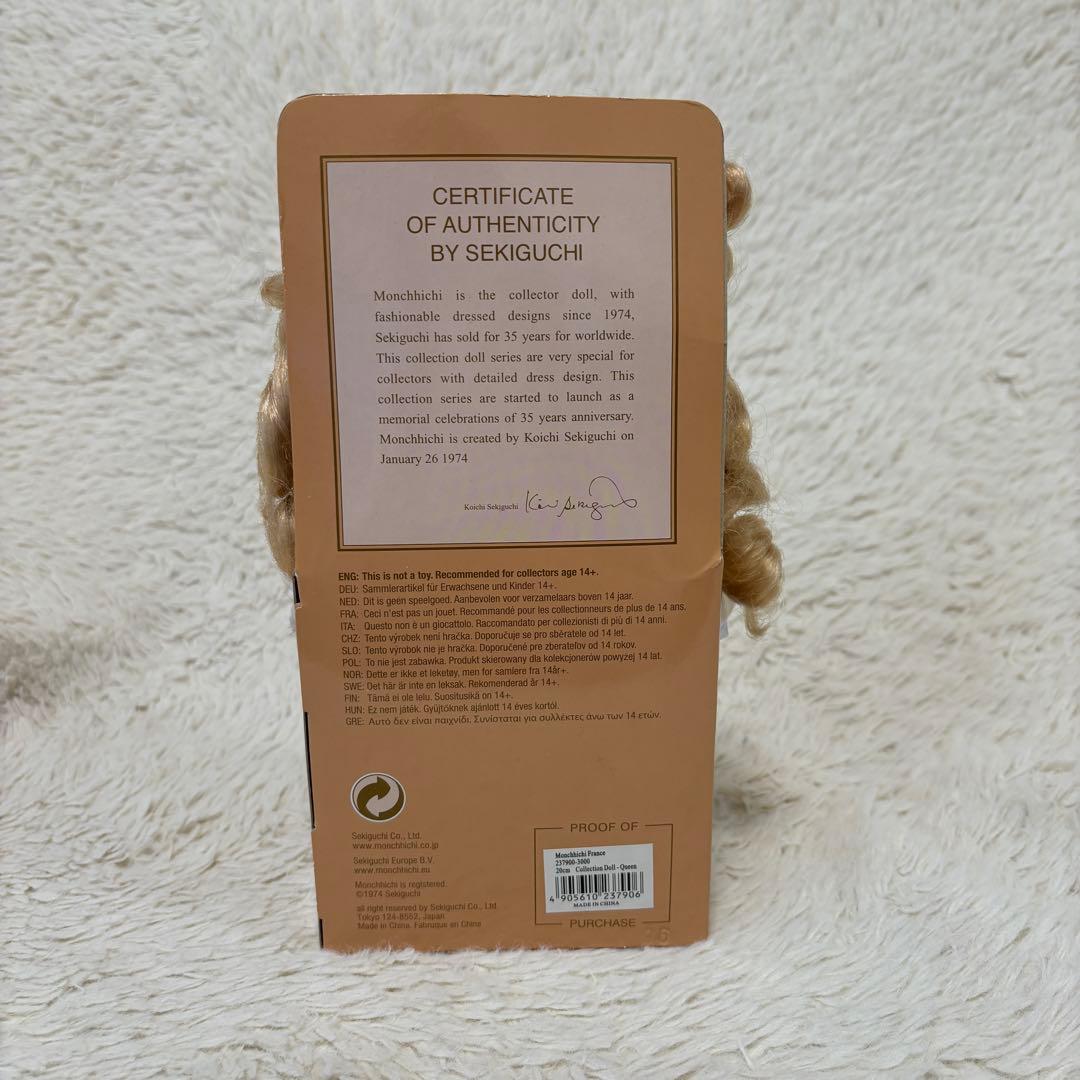 CERTIFICATE
OF AUTHENTICITY
BY SEKIGUCHI
Monchhichi is the collector doll, with
fashionable dressed designs since 1974,
Sekiguchi has sold for 35 years for worldwide.
This collection doll series are very special for
collectors with detailed dress design. This
collection series are started to launch as a
memorial celebrations of 35 years anniversary.
Monchhichi is created by Koichi Sekiguchi on
January 26 1974
Koichi Sekiguchi
ENG: This is not a toy. Recommended for collectors age 14+.
DEU: Sammlerartikel für Erwachsene und Kinder 14+.
NED: Dit is geen speelgoed. Aanbevolen voor verzamelaars boven 14 jaar.
FRA: Ceci n'est pas un jouet. Recommandé pour les collectionneurs de plus de 14 ans.
ITA: Questo non è un giocattolo. Raccomandato per collezionisti di più di 14 anni.
CHZ: Tento výrobek není hračka. Doporučuje se pro sběratele od 14 let.
SLO: Tento výrobok nie je hračka. Doporučené pre zberateľov od 14 rokov.
POL: To nie jest zabawka. Produkt skierowany dla kolekcjonerów powyżej 14 lat.
NOR: Dette er ikke et leketøy, men for samlere fra 14år+.
SWE: Det här är inte en leksak. Rekomenderad år 14+.
FIN: Tämä ei ole lelu. Suositusikä on 14+.
HUN: Ez nem játék. Gyüjtöknek ajánlott 14 éves kortól.
GRE: Αυτό δεν είναι παιχνίδι. Συνίσταται για συλλέκτες άνω των 14 ετών.
Sekiguchi Co., Ltd.
www.monchhichi.co.jp
Sekiguchi Europe B.V.
www.monchhichi.eu
Monchhichi is registered.
©1974 Sekiguchi
all right reserved by Sekiguchi Co., Ltd.
Tokyo 124-8552, Japan
Made in China. Fabruque en Chine
PROOF OF
Monchhichi France
237900-3000
20cm Collection Doll - Queen
4 905610 237906
MADE IN CHINA
PURCHASE